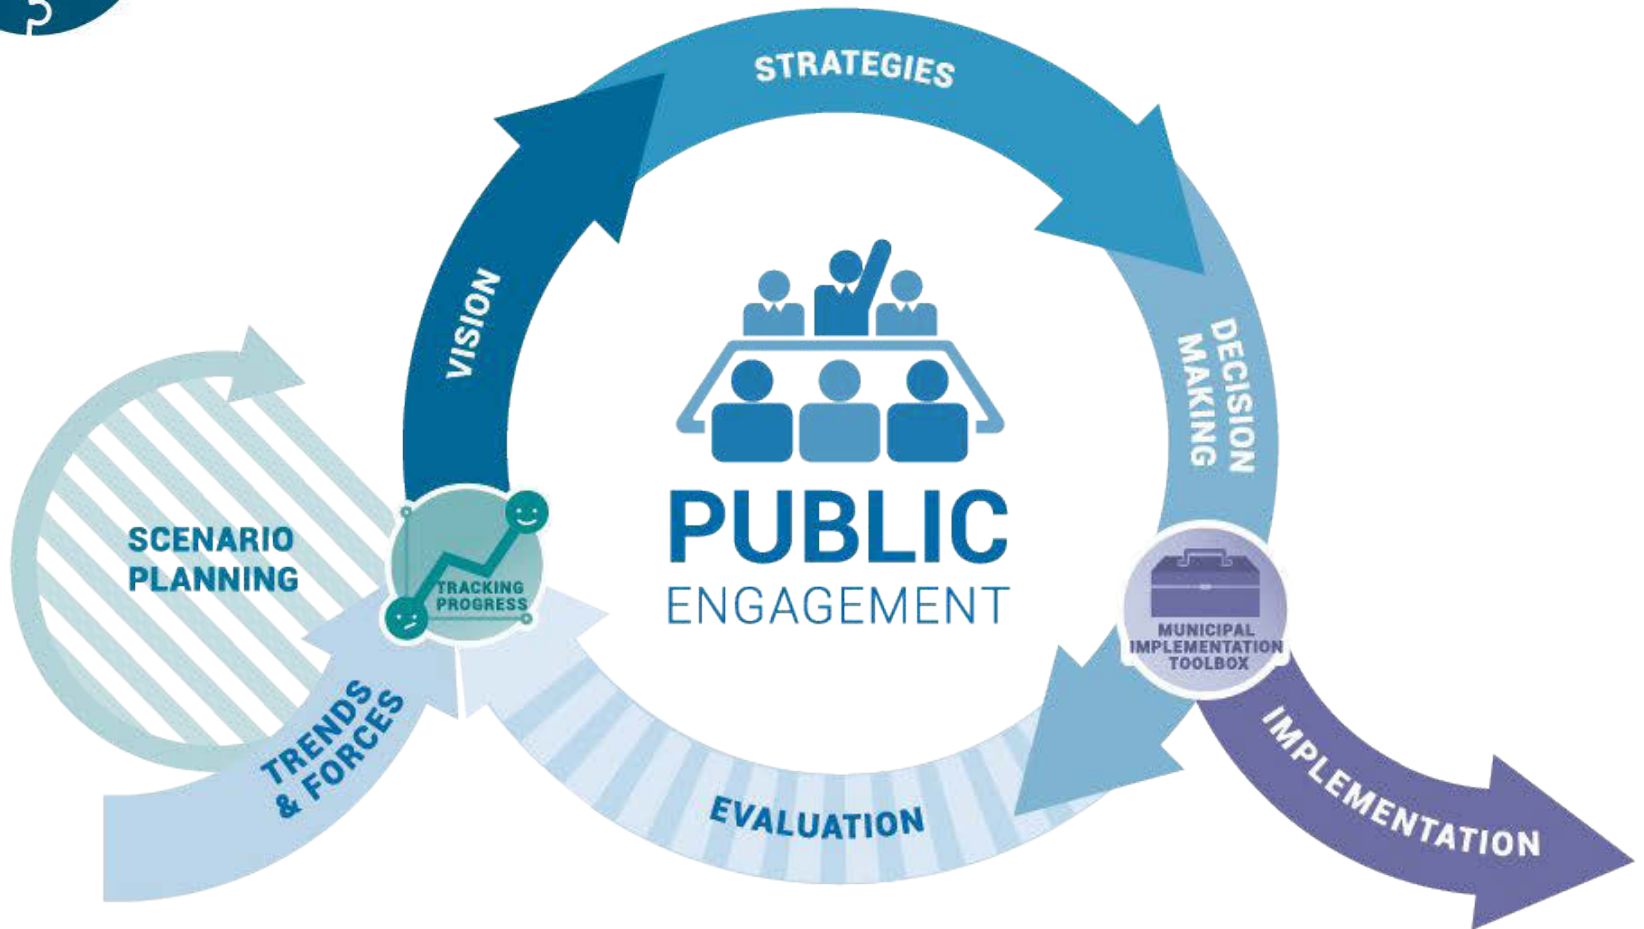 STRATEGIES
VISION
DECISION
MAKING
SCENARIO
PLANNING
TRACKING
PROGRESS
PUBLIC
ENGAGEMENT
MUNICIPAL
IMPLEMENTATION
TOOLBOX
TRENDS
& FORCES
EVALUATION
IMPLEMENTATION